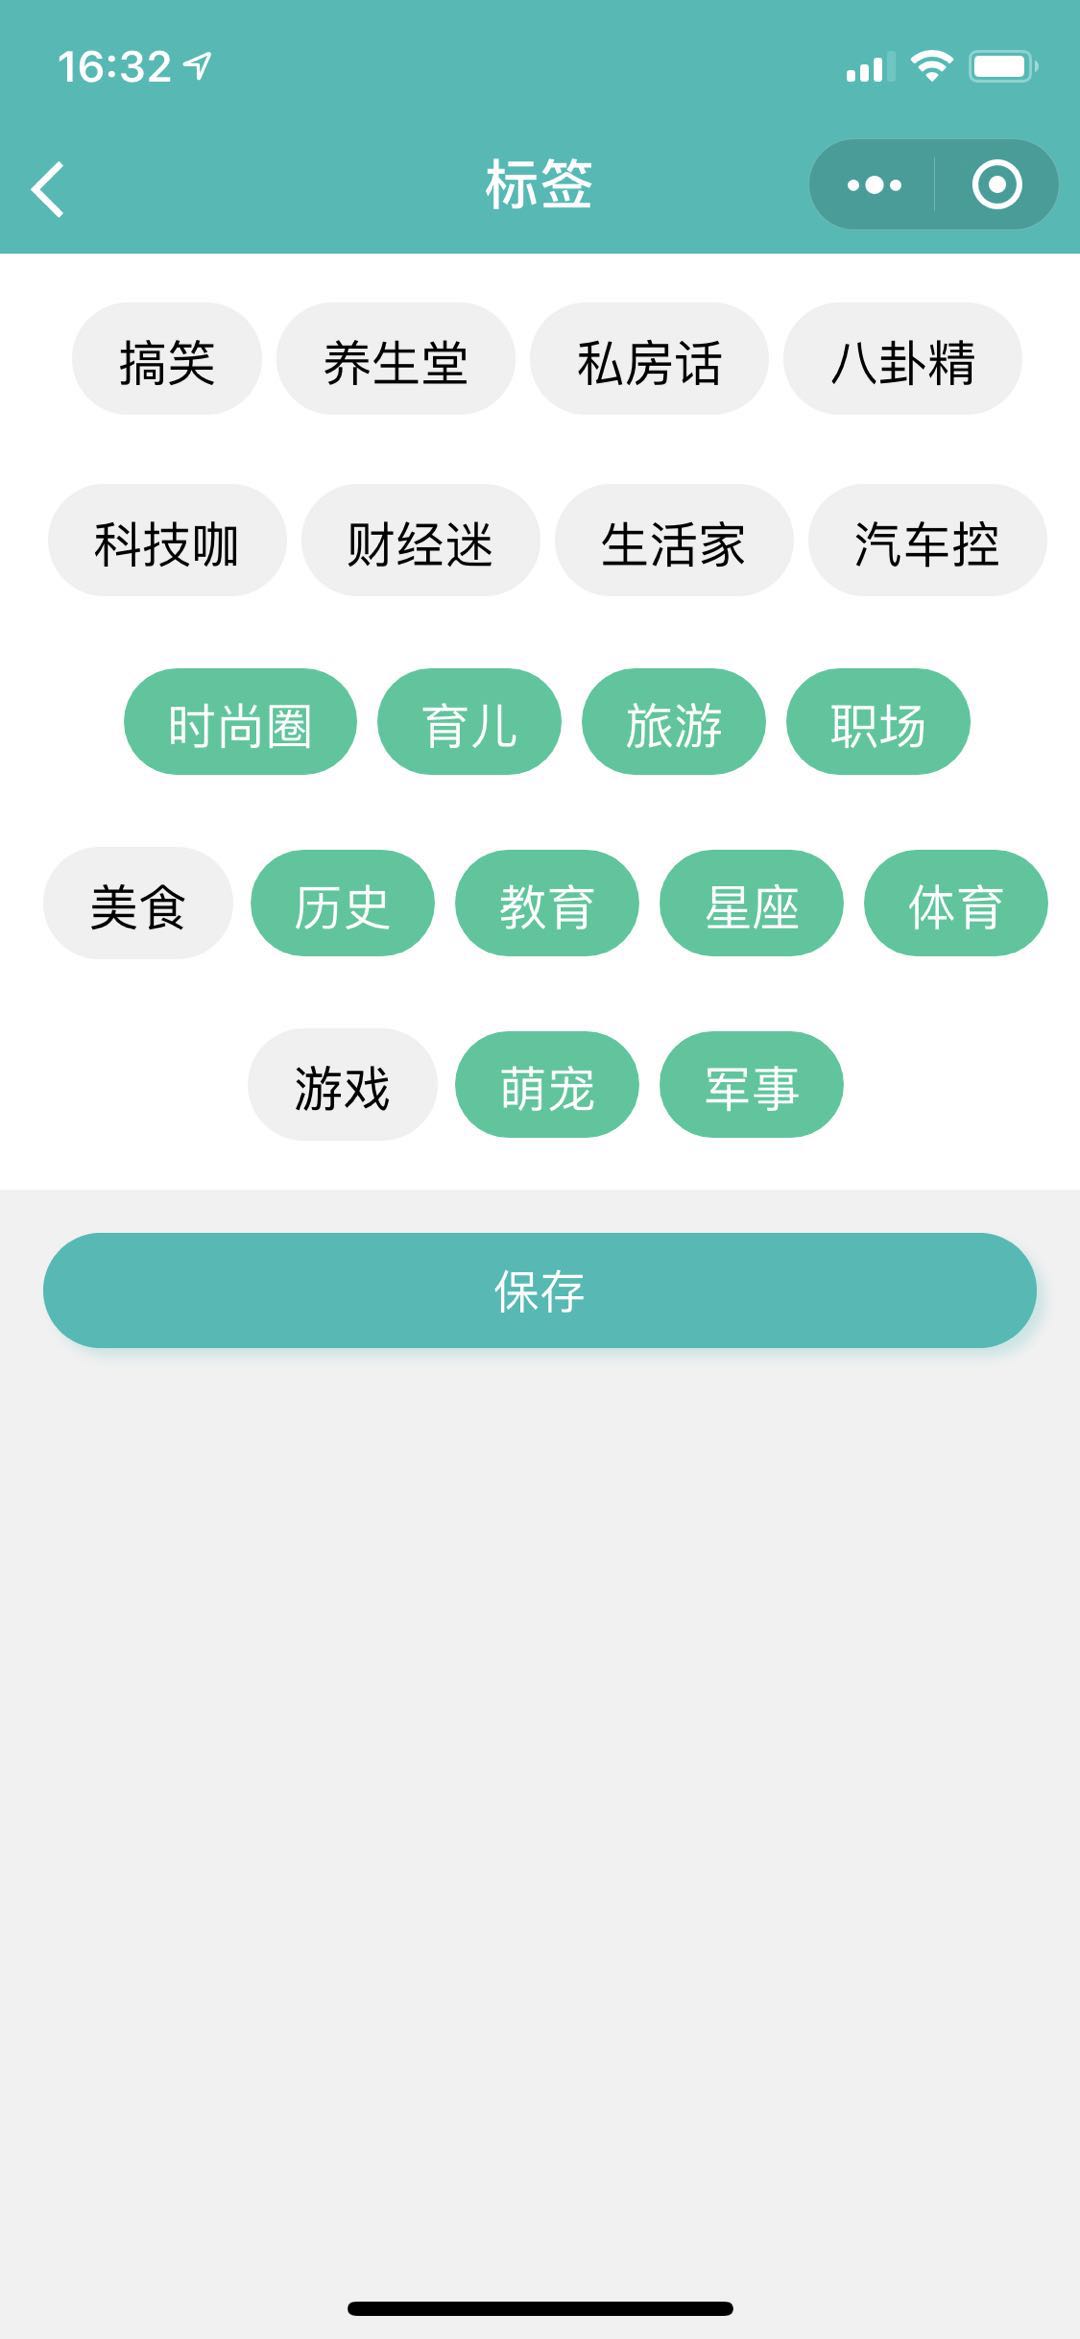 16:32
标签
搞笑 养生堂 私房话 八卦精
科技咖 财经迷 生活家 汽车控
时尚圈 育儿 旅游 职场
美食 历史 教育 星座 体育
游戏 萌宠 军事
保存